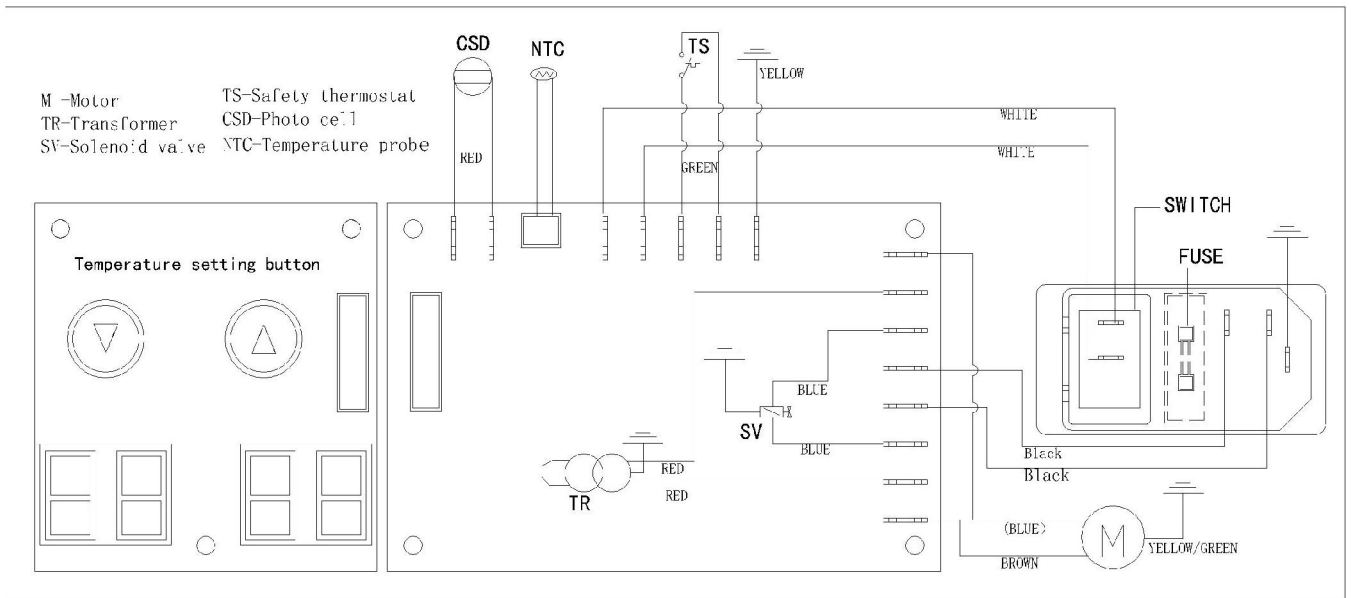 CSD
NTC
TS
YELLOW
M -Motor
TS-Safety thermostat
TR-Transformer
CSD-Photo cell
SV-Solenoid valve
NTC-Temperature probe
RED
GREEN
WHITE
WHITE
SWITCH
FUSE
Temperature setting button
BLUE
SV
BLUE
RED
RED
TR
Black
Black
(BLUE)
M
BROWN
YELLOW/GREEN